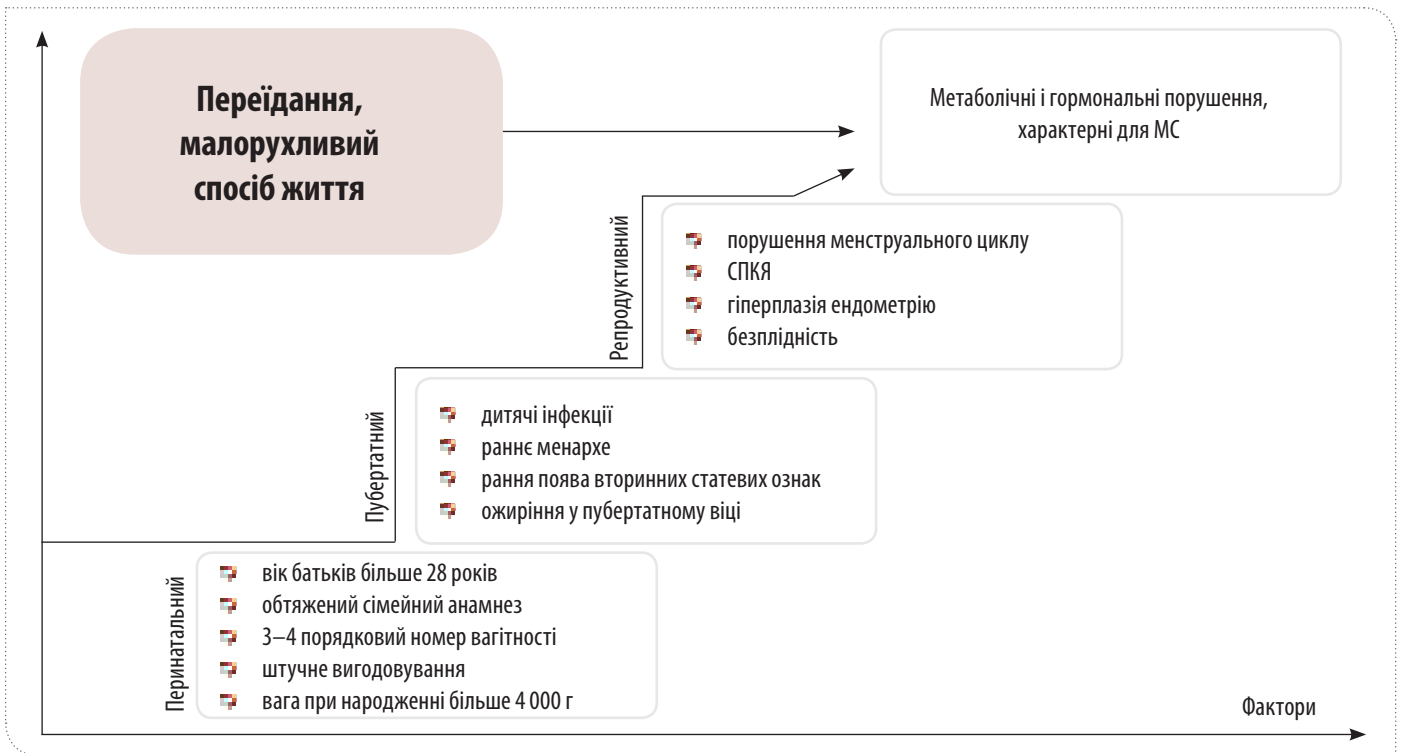 Переїдання,
малорухливий
спосіб життя
Метаболічні і гормональні порушення,
характерні для МС
Репродуктивний
порушення менструального циклу
СПКЯ
гіперплазія ендометрію
безплідність
Пубертатний
дитячі інфекції
раннє менархе
рання поява вторинних статевих ознак
ожиріння у пубертатному віці
Перинатальний
вік батьків більше 28 років
обтяжений сімейний анамнез
3–4 порядковий номер вагітності
штучне вигодовування
вага при народженні більше 4 000 г
Фактори